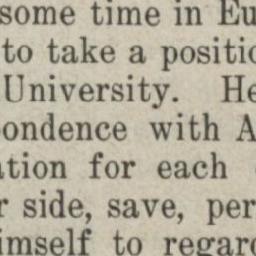 some time in Eu
to take a positio
University. He
ondence with A
ation for each
r side, save, per
imself to regard